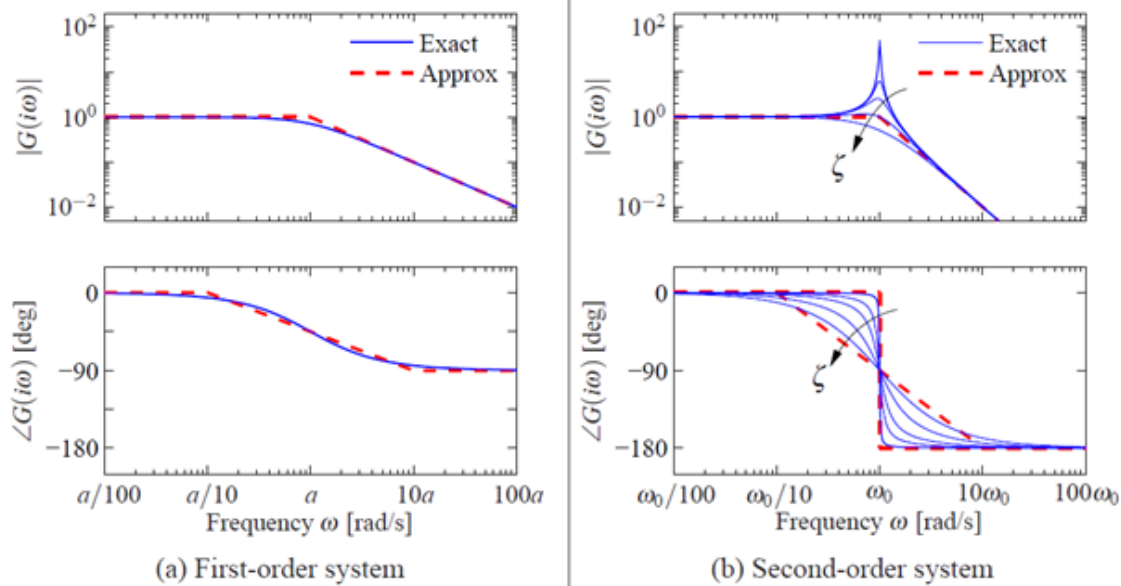 10^2
Exact
Approx
|G(iω)|
10^0
10^-2
0
∠G(iω) [deg]
−90
−180
a/100 a/10 a 10a 100a
Frequency ω [rad/s]
(a) First-order system
10^2
Exact
Approx
|G(iω)|
10^0
ζ
10^-2
0
∠G(iω) [deg]
−90
ζ
−180
ω0/100 ω0/10 ω0 10ω0 100ω0
Frequency ω [rad/s]
(b) Second-order system